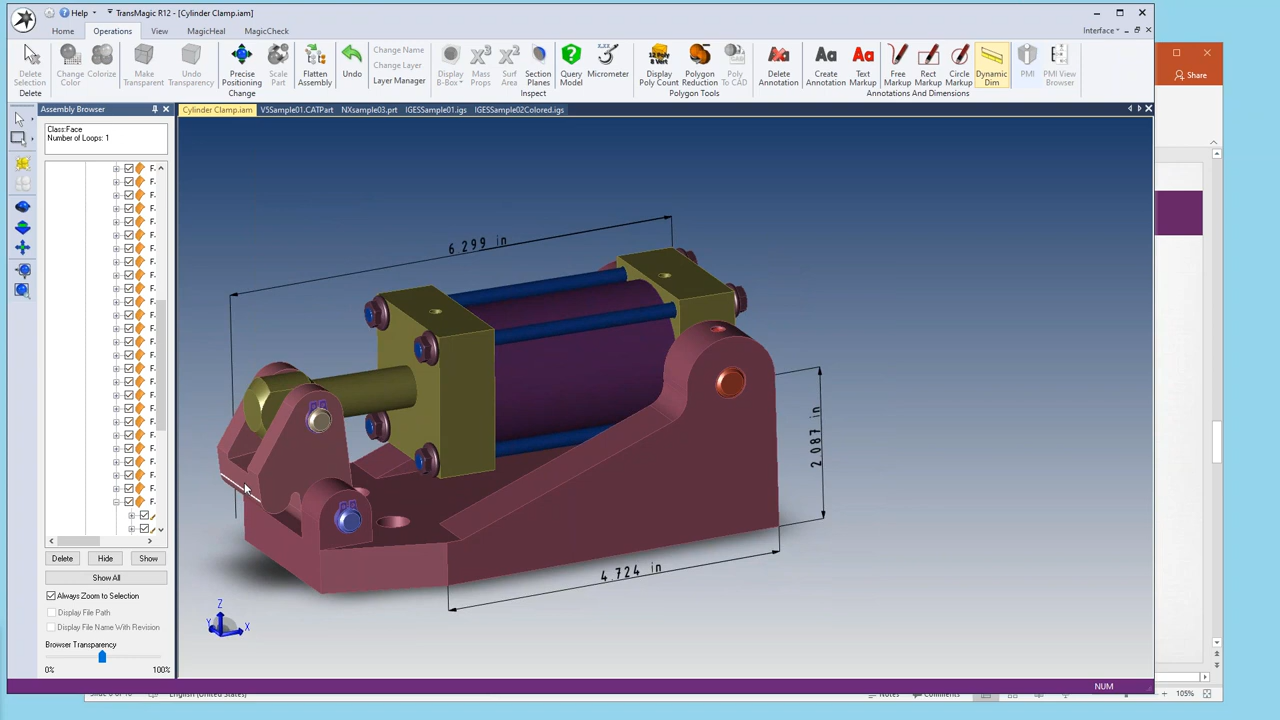 Help
TransMagic R12 - [Cylinder Clamp.iam]
Home Operations View MagicHeal MagicCheck Interface
Delete Selection
Change Color
Colorize
Make Transparent
Undo Transparency
Precise Positioning
Scale Part
Flatten Assembly
Undo
Change Name
Change Layer
Layer Manager
Display B-Box
Mass Props
Surf Area
Section Planes
Query Model
Micrometer
Display Poly Count
Polygon Reduction
Poly To CAD
Delete Annotation
Create Annotation
Text Markup
Free Markup
Rect Markup
Circle Markup
Dynamic Dim
PMI
PMI View Browser
Delete Change Inspect Polygon Tools Annotations And Dimensions
Share
Assembly Browser
Cylinder Clamp.iam V5Sample01.CATPart NXsample03.prt IGESSample01.igs IGESSample02Colored.igs
Class:Face
Number of Loops: 1
6.299 in
2.087 in
4.724 in
Z
Y
X
Delete Hide Show
Show All
Always Zoom to Selection
Display File Path
Display File Name With Revision
Browser Transparency
0% 100%
NUM
English (United States)
Notes Comments 105%